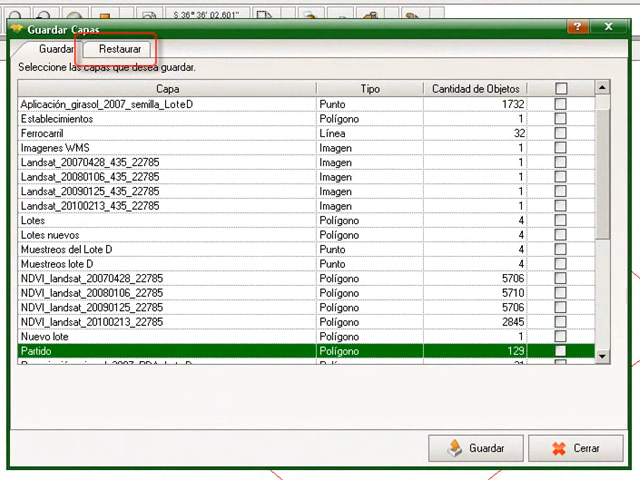 S 36° 36' 02,601"
Guardar Capas
Guardar Restaurar
Seleccione las capas que desea guardar.
Capa Tipo Cantidad de Objetos
Aplicación_girasol_2007_semilla_LoteD Punto 1732
Establecimientos Polígono 1
Ferrocarril Línea 32
Imagenes WMS Imagen 1
Landsat_20070428_435_22785 Imagen 1
Landsat_20080106_435_22785 Imagen 1
Landsat_20090125_435_22785 Imagen 1
Landsat_20100213_435_22785 Imagen 1
Lotes Polígono 4
Lotes nuevos Polígono 4
Muestreos del Lote D Punto 4
Muestreos lote D Punto 4
NDVI_landsat_20070428_22785 Polígono 5706
NDVI_landsat_20080106_22785 Polígono 5710
NDVI_landsat_20090125_22785 Polígono 5706
NDVI_landsat_20100213_22785 Polígono 2845
Nuevo lote Polígono 1
Partido Polígono 129
Guardar Cerrar